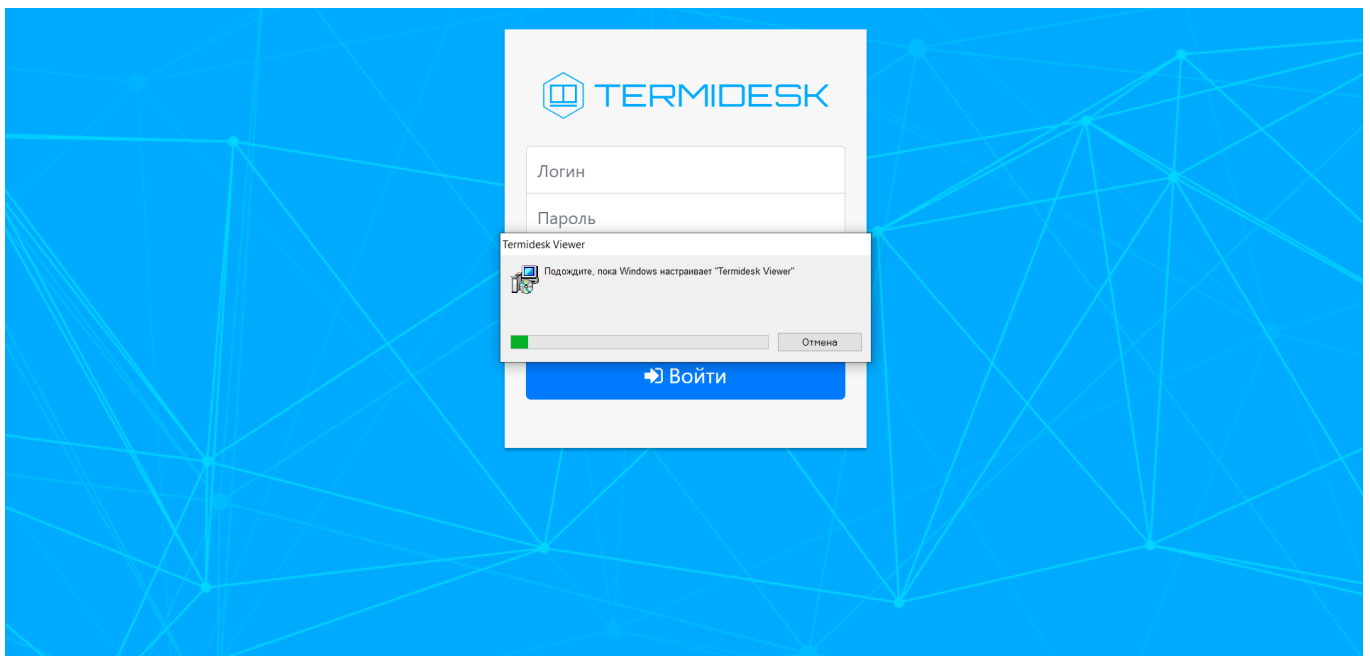 TERMIDESK
Логин
Пароль
Termidesk Viewer
Подождите, пока Windows настраивает "Termidesk Viewer"
Отмена
Войти